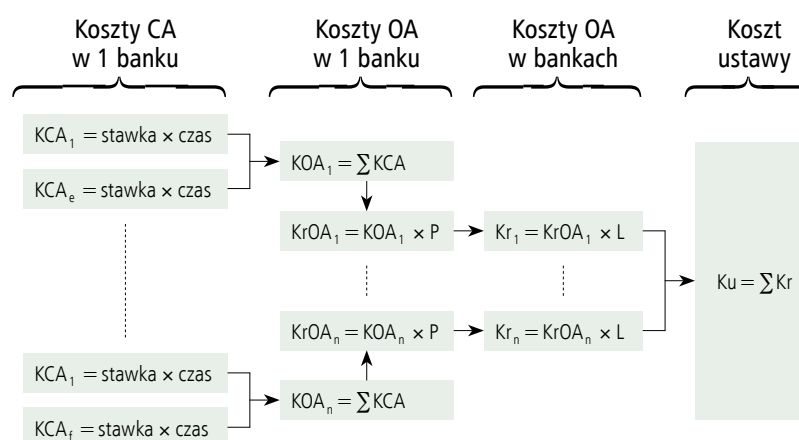 Koszty CA
w 1 banku
Koszty OA
w 1 banku
Koszty OA
w bankach
Koszt
ustawy
KCA₁ = stawka × czas
KCAₑ = stawka × czas
KOA₁ = ∑KCA
KrOA₁ = KOA₁ × P
Kr₁ = KrOA₁ × L
Ku = ∑Kr
KrOAₙ = KOAₙ × P
Krₙ = KrOAₙ × L
KCA₁ = stawka × czas
KOAₙ = ∑KCA
KCA_f = stawka × czas